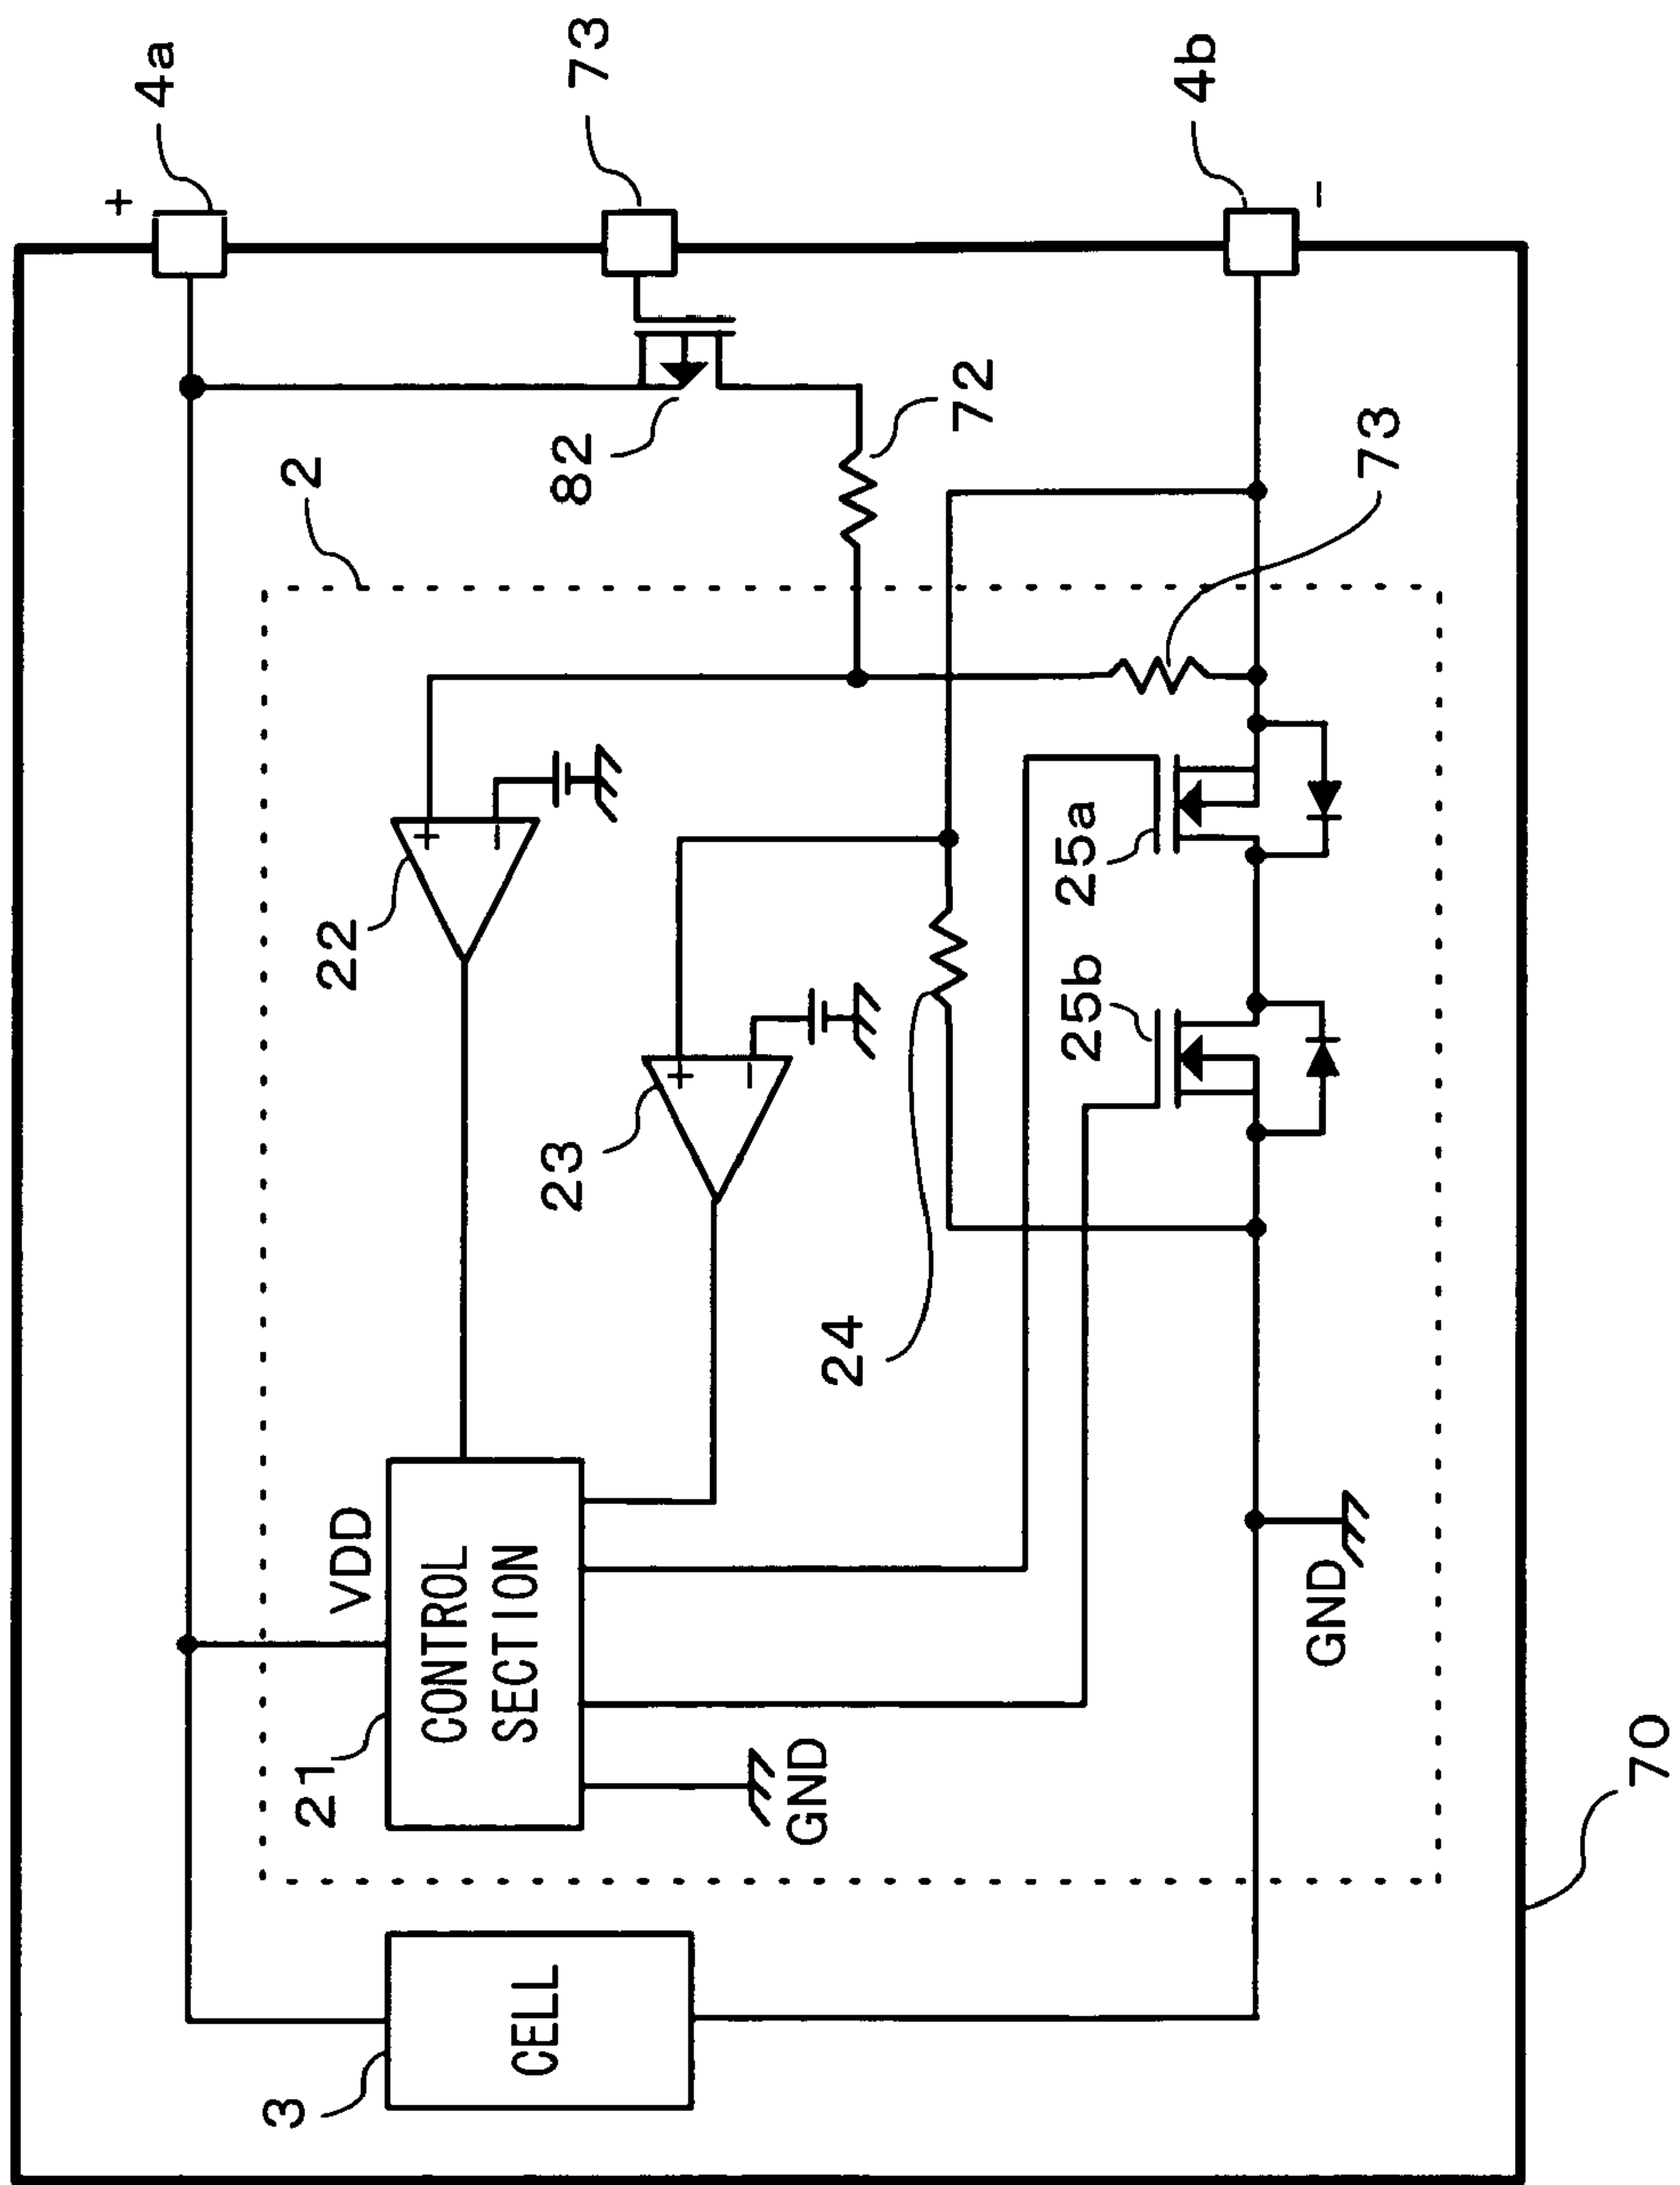 +
4a
73
4b
−
82
72
2
73
22
+
−
25a
23
+
−
25b
24
VDD
21
CONTROL
SECTION
GND
GND
3
CELL
70